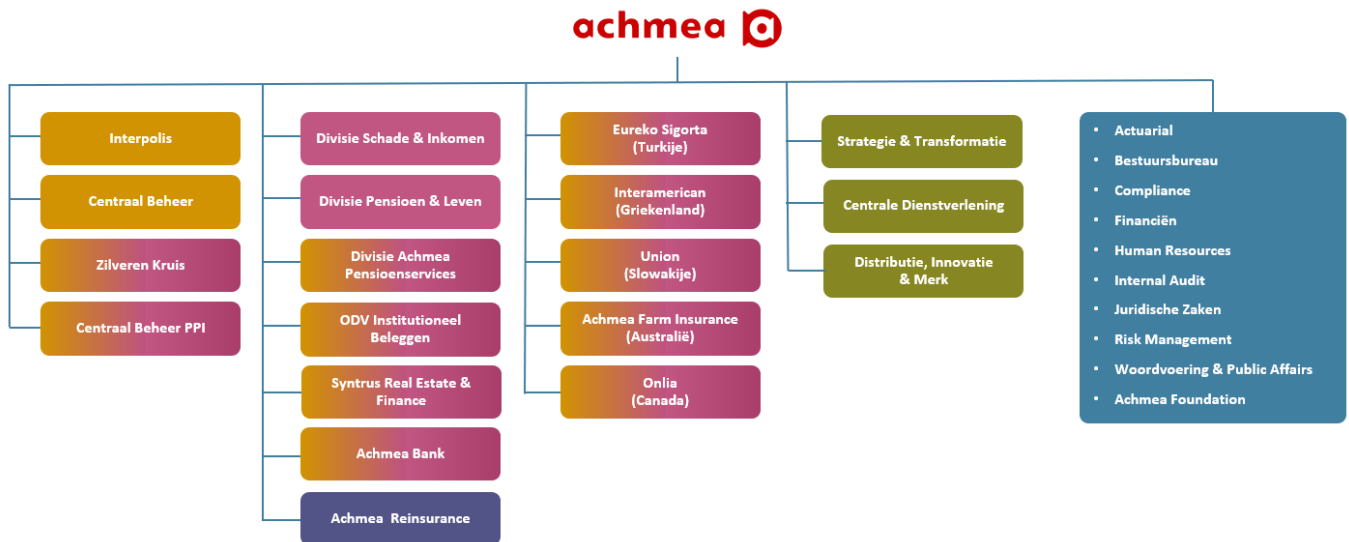 achmea
Interpolis
Centraal Beheer
Zilveren Kruis
Centraal Beheer PPI
Divisie Schade & Inkomen
Divisie Pensioen & Leven
Divisie Achmea
Pensioenservices
ODV Institutioneel
Beleggen
Syntrus Real Estate &
Finance
Achmea Bank
Achmea Reinsurance
Eureko Sigorta
(Turkije)
Interamerican
(Griekenland)
Union
(Slowakije)
Achmea Farm Insurance
(Australië)
Onlia
(Canada)
Strategie & Transformatie
Centrale Dienstverlening
Distributie, Innovatie
& Merk
• Actuarial
• Bestuursbureau
• Compliance
• Financiën
• Human Resources
• Internal Audit
• Juridische Zaken
• Risk Management
• Woordvoering & Public Affairs
• Achmea Foundation